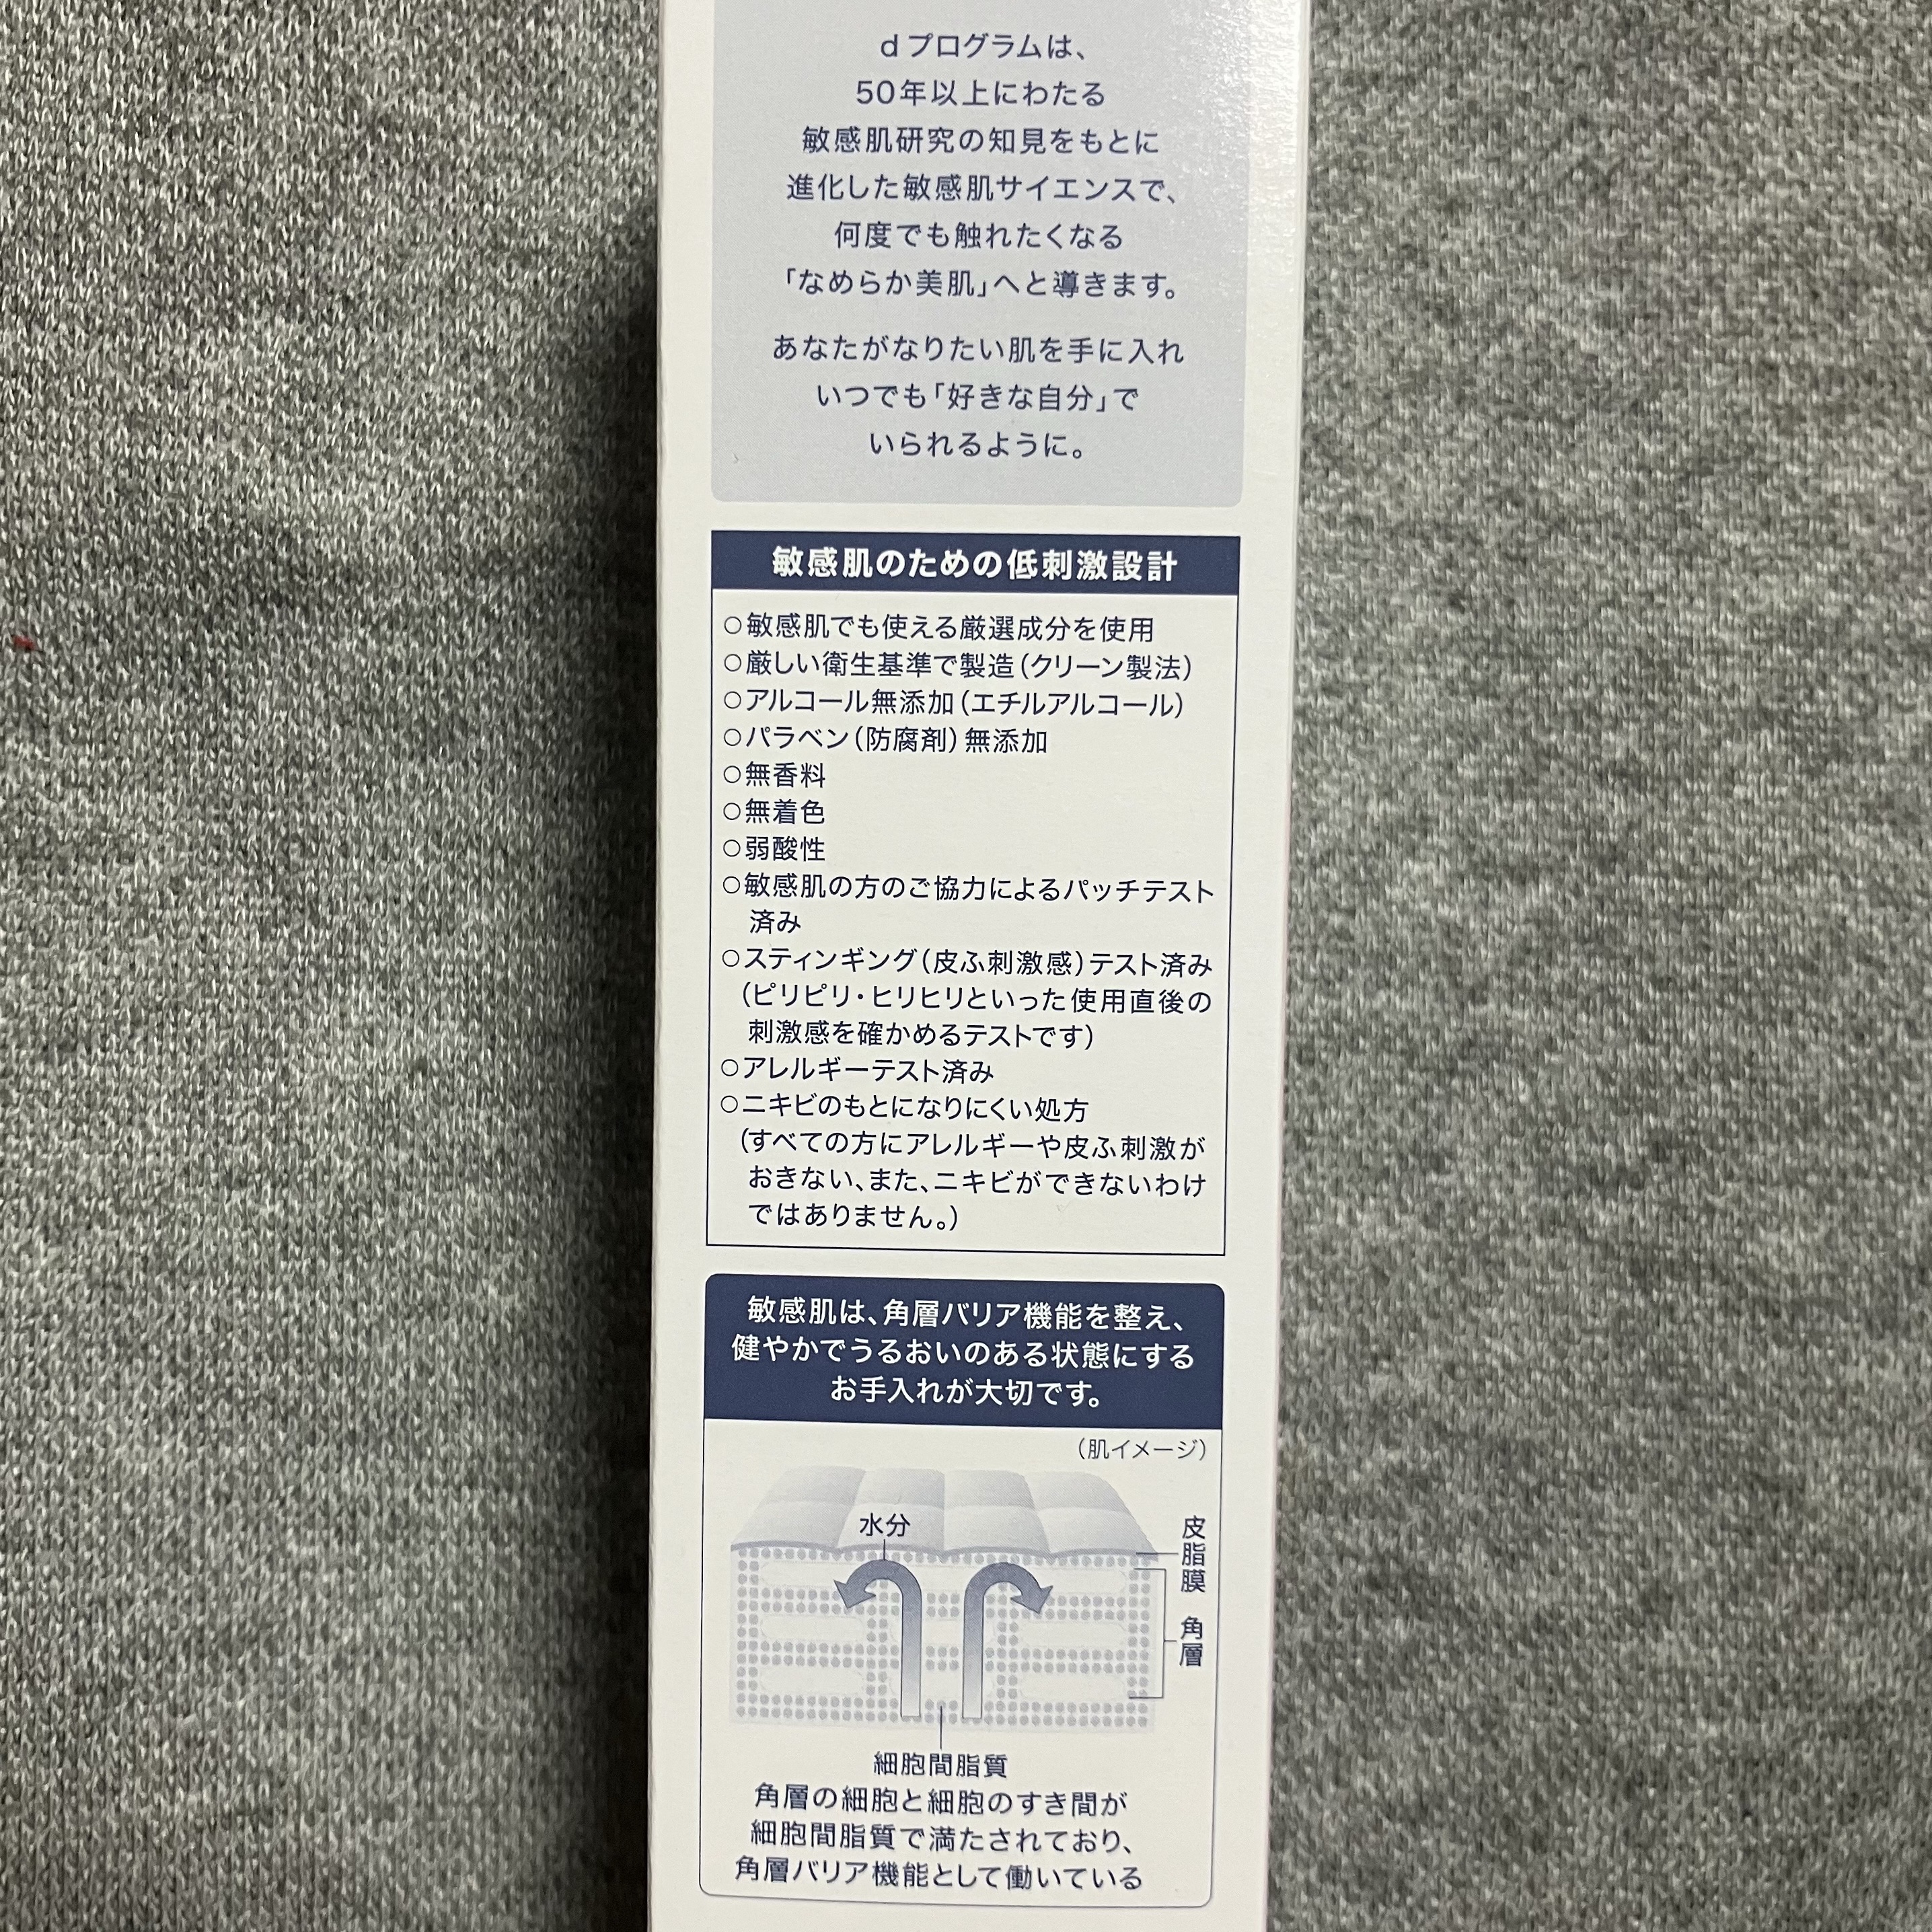 d プログラムは、
50年以上にわたる
敏感肌研究の知見をもとに
進化した敏感肌サイエンスで、
何度でも触れたくなる
「なめらか美肌」へと導きます。
あなたがなりたい肌を手に入れ
いつでも「好きな自分」で
いられるように。
敏感肌のための低刺激設計
○敏感肌でも使える厳選成分を使用
○厳しい衛生基準で製造(クリーン製法)
○アルコール無添加(エチルアルコール)
○パラベン(防腐剤)無添加
○無香料
○無着色
○弱酸性
○敏感肌の方のご協力によるパッチテスト
済み
○スティンギング(皮ふ刺激感)テスト済み
(ピリピリ・ヒリヒリといった使用直後の
刺激感を確かめるテストです)
○アレルギーテスト済み
○ニキビのもとになりにくい処方
(すべての方にアレルギーや皮ふ刺激が
おきない、また、ニキビができないわけ
ではありません。)
敏感肌は、角層バリア機能を整え、
健やかでうるおいのある状態にする
お手入れが大切です。
(肌イメージ)
水分
皮脂膜
角層
細胞間脂質
角層の細胞と細胞のすき間が
細胞間脂質で満たされており、
角層バリア機能として働いている